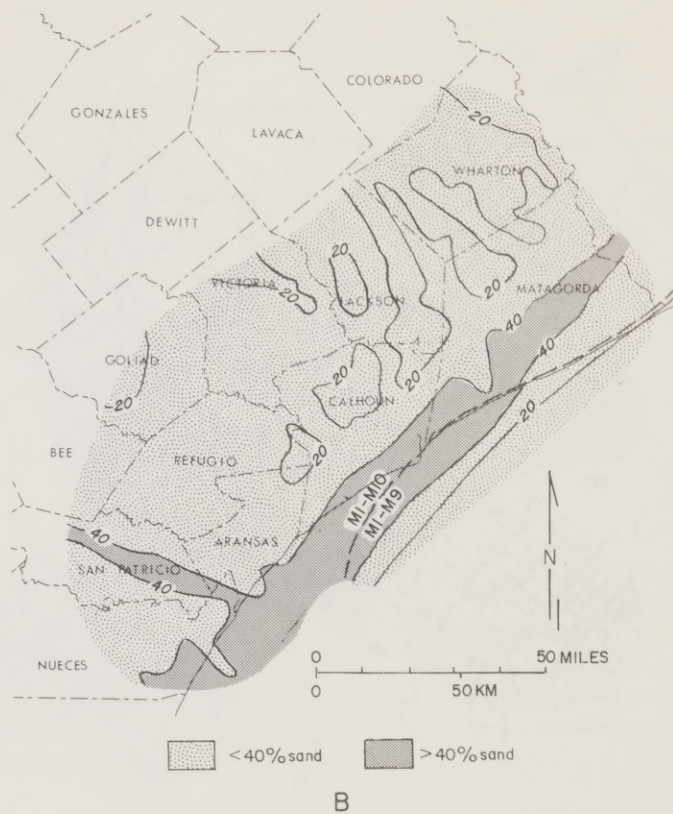 COLORADO
GONZALES
LAVACA
20
WHARTON
DEWITT
20
VICTORIA
20
JACKSON
20
MATAGORDA
40
GOLIAD
20
20
40
-20
CALHOUN
20
BEE
REFUGIO
20
MI-M10
MI-M9
40
ARANSAS
N
SAN PATRICIO
40
NUECES
0 50 MILES
0 50 KM
<40% sand >40% sand
B